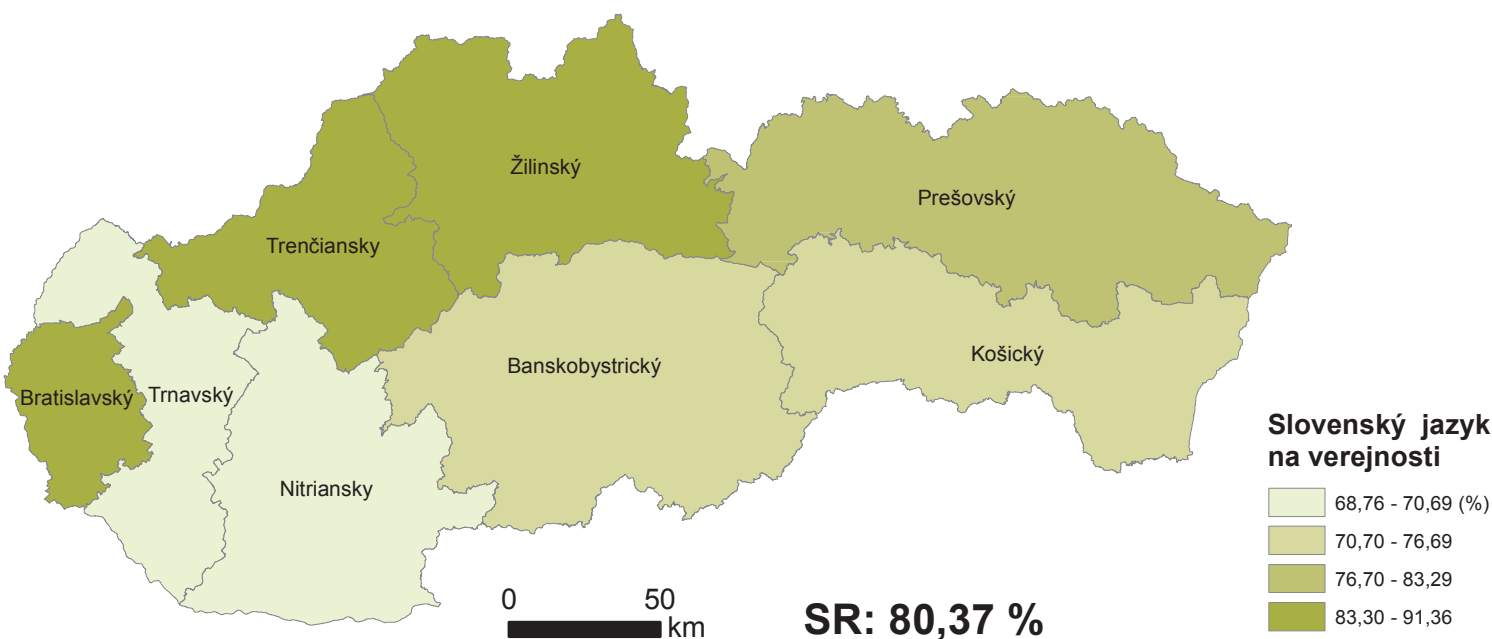 Žilinský
Prešovský
Trenčiansky
Košický
Banskobystrický
Bratislavský
Trnavský
Nitriansky
Slovenský jazyk
na verejnosti
68,76 - 70,69 (%)
70,70 - 76,69
76,70 - 83,29
83,30 - 91,36
0 50
km
SR: 80,37 %